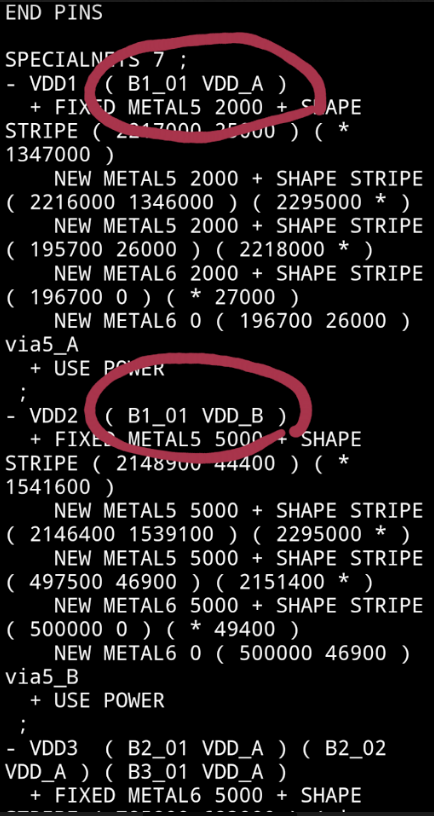 END PINS
SPECIALNETS 7 ;
- VDD1 ( B1_01 VDD_A )
+ FIXED METAL5 2000 + SHAPE
STRIPE ( 2217000 25000 ) ( *
1347000 )
NEW METAL5 2000 + SHAPE STRIPE
( 2216000 1346000 ) ( 2295000 * )
NEW METAL5 2000 + SHAPE STRIPE
( 195700 26000 ) ( 2218000 * )
NEW METAL6 2000 + SHAPE STRIPE
( 196700 0 ) ( * 27000 )
NEW METAL6 0 ( 196700 26000 )
via5_A
+ USE POWER
;
- VDD2 ( B1_01 VDD_B )
+ FIXED METAL5 5000 + SHAPE
STRIPE ( 2148900 44400 ) ( *
1541600 )
NEW METAL5 5000 + SHAPE STRIPE
( 2146400 1539100 ) ( 2295000 * )
NEW METAL5 5000 + SHAPE STRIPE
( 497500 46900 ) ( 2151400 * )
NEW METAL6 5000 + SHAPE STRIPE
( 500000 0 ) ( * 49400 )
NEW METAL6 0 ( 500000 46900 )
via5_B
+ USE POWER
;
- VDD3 ( B2_01 VDD_A ) ( B2_02
VDD_A ) ( B3_01 VDD_A )
+ FIXED METAL6 5000 + SHAPE